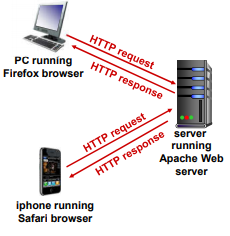 HTTP request
HTTP response
PC running
Firefox browser
HTTP request
HTTP response
server
running
Apache Web
server
iphone running
Safari browser